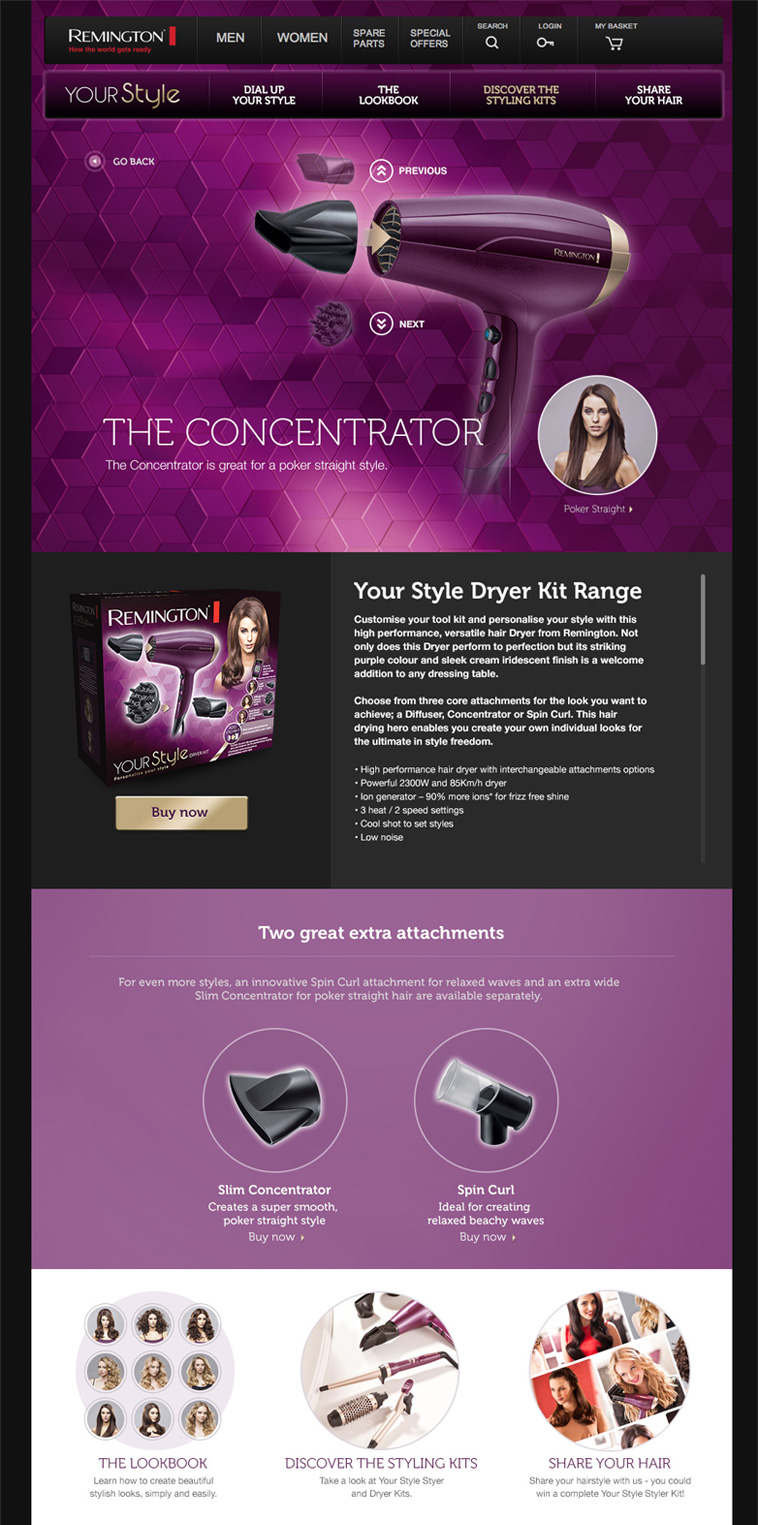 REMINGTON
How the world gets ready
MEN
WOMEN
SPARE
PARTS
SPECIAL
OFFERS
SEARCH
LOGIN
MY BASKET
YOUR Style
DIAL UP
YOUR STYLE
THE
LOOKBOOK
DISCOVER THE
STYLING KITS
SHARE
YOUR HAIR
GO BACK
PREVIOUS
REMINGTON
NEXT
THE CONCENTRATOR
The Concentrator is great for a poker straight style.
Poker Straight
REMINGTON
YOUR Style DRYER KIT
Personalise your style
Buy now
Your Style Dryer Kit Range
Customise your tool kit and personalise your style with this
high performance, versatile hair Dryer from Remington. Not
only does this Dryer perform to perfection but its striking
purple colour and sleek cream iridescent finish is a welcome
addition to any dressing table.
Choose from three core attachments for the look you want to
achieve; a Diffuser, Concentrator or Spin Curl. This hair
drying hero enables you create your own individual looks for
the ultimate in style freedom.
• High performance hair dryer with interchangeable attachments options
• Powerful 2300W and 85Km/h dryer
• Ion generator – 90% more ions* for frizz free shine
• 3 heat / 2 speed settings
• Cool shot to set styles
• Low noise
Two great extra attachments
For even more styles, an innovative Spin Curl attachment for relaxed waves and an extra wide
Slim Concentrator for poker straight hair are available separately.
Slim Concentrator
Creates a super smooth,
poker straight style
Buy now
Spin Curl
Ideal for creating
relaxed beachy waves
Buy now
THE LOOKBOOK
Learn how to create beautiful
stylish looks, simply and easily.
DISCOVER THE STYLING KITS
Take a look at Your Style Styer
and Dryer Kits.
SHARE YOUR HAIR
Share your hairstyle with us - you could
win a complete Your Style Styler Kit!